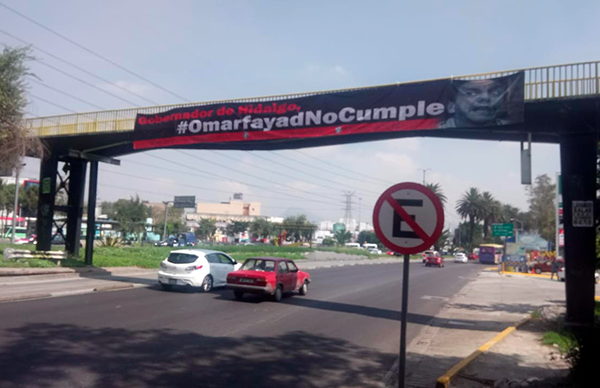 Gobernador de Hidalgo,
#OmarfayadNoCumple
E